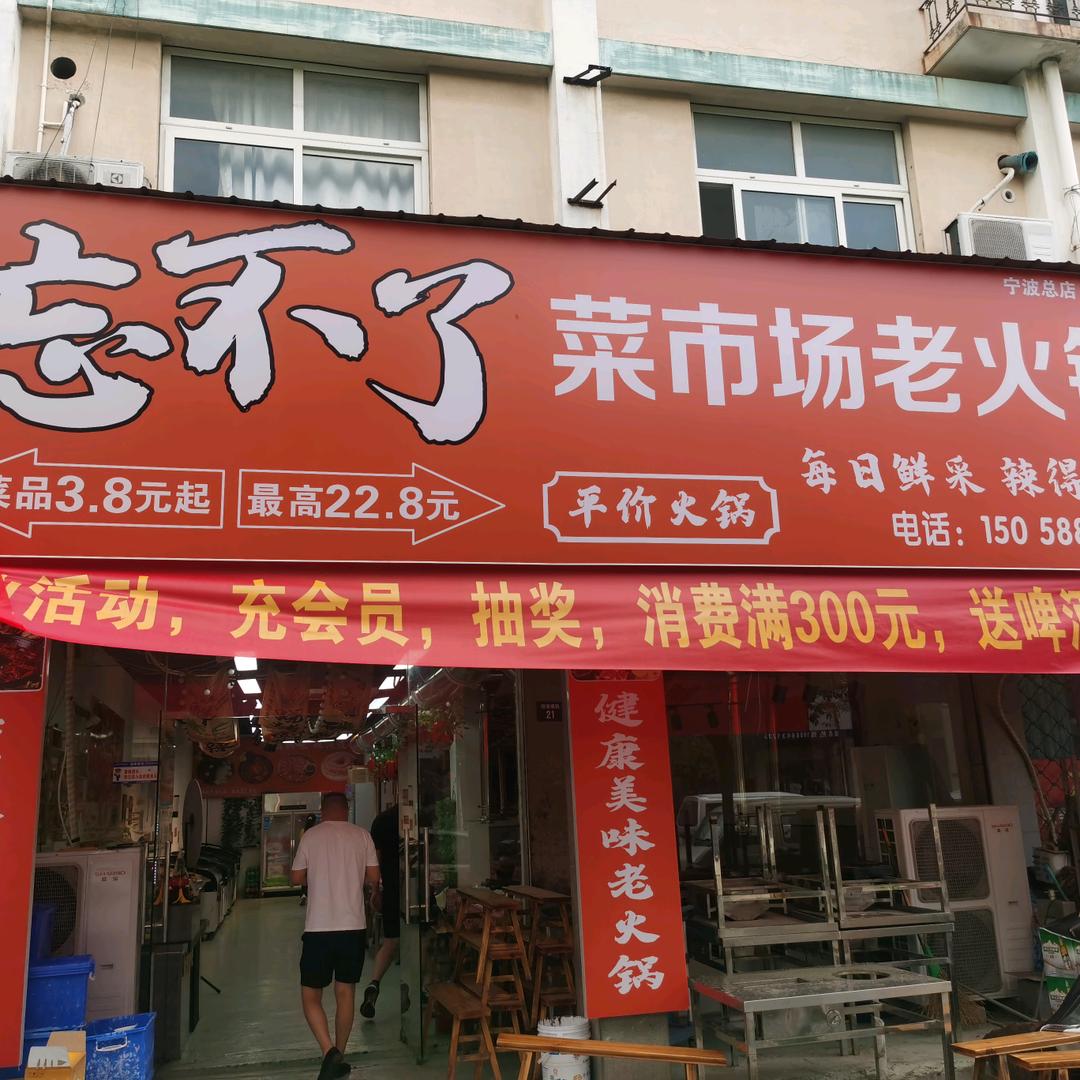 宁波总店
忘不了
菜市场老火锅
菜品3.8元起
最高22.8元
平价火锅
每日鲜采 辣得
电话：150588
活动，充会员，抽奖，消费满300元，送啤酒
21
健康美味老火锅